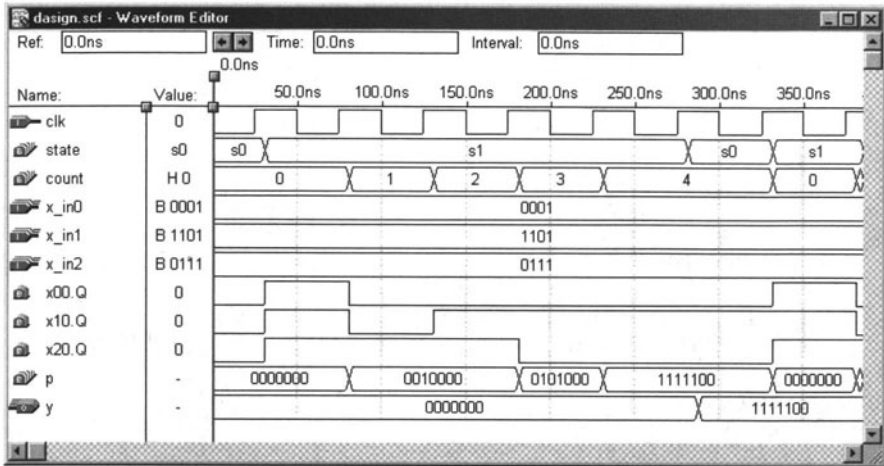 dasign.scf - Waveform Editor
Ref: 0.0ns Time: 0.0ns Interval: 0.0ns
0.0ns
Name: Value: 50.0ns 100.0ns 150.0ns 200.0ns 250.0ns 300.0ns 350.0ns
clk 0
state s0 s0 s1 s0 s1
count H 0 0 1 2 3 4 0
x_in0 B 0001 0001
x_in1 B 1101 1101
x_in2 B 0111 0111
x00.Q 0
x10.Q 0
x20.Q 0
p - 0000000 0010000 0101000 1111100 0000000
y - 0000000 1111100